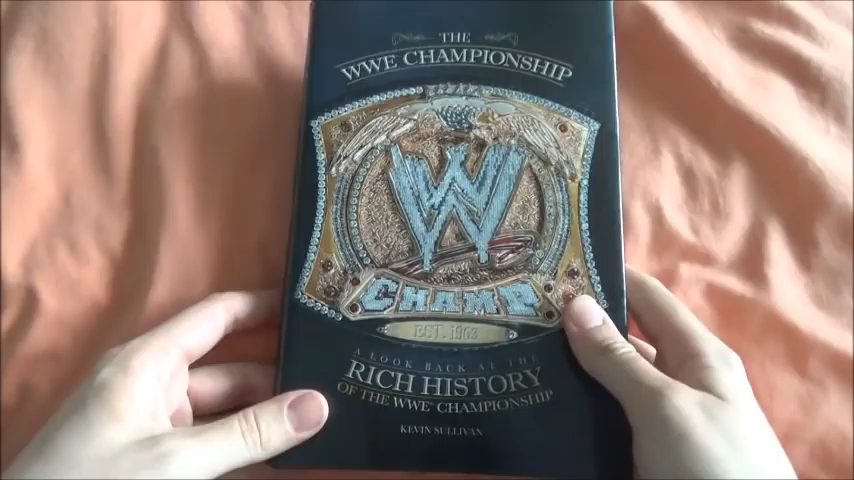 THE
WWE CHAMPIONSHIP
W
CHAMP
EST. 1963
A LOOK BACK AT THE
RICH HISTORY
OF THE WWE CHAMPIONSHIP
KEVIN SULLIVAN